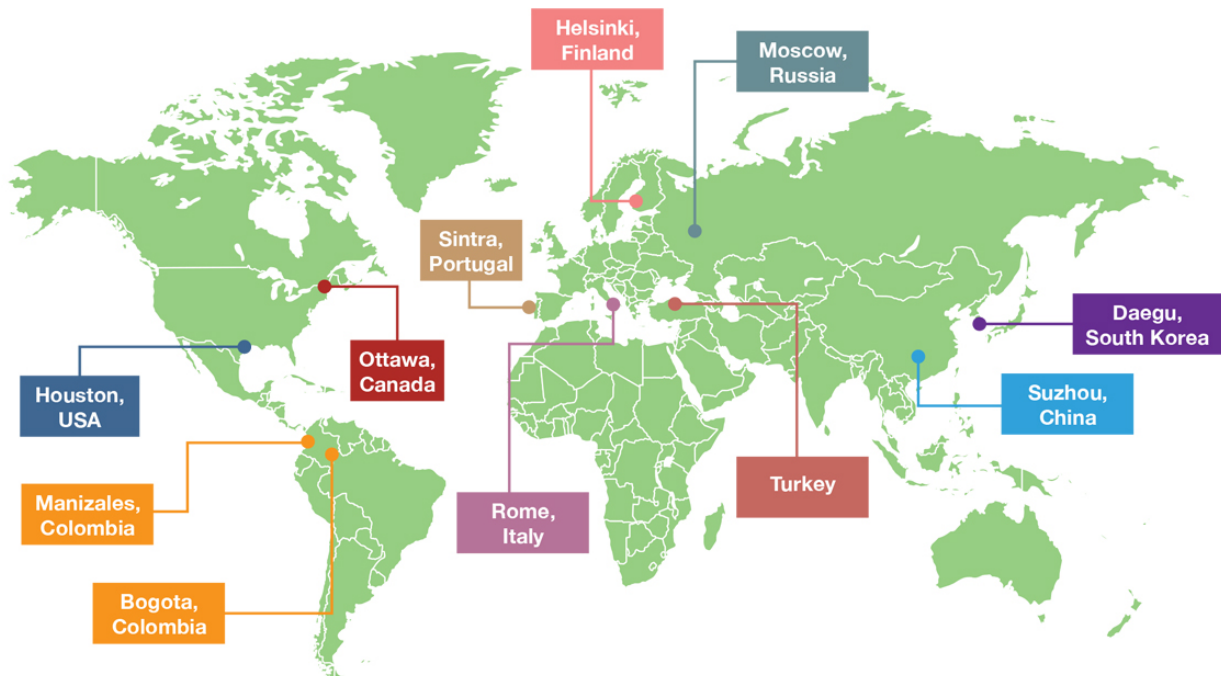 Helsinki,
Finland
Moscow,
Russia
Sintra,
Portugal
Daegu,
South Korea
Ottawa,
Canada
Houston,
USA
Suzhou,
China
Manizales,
Colombia
Rome,
Italy
Turkey
Bogota,
Colombia